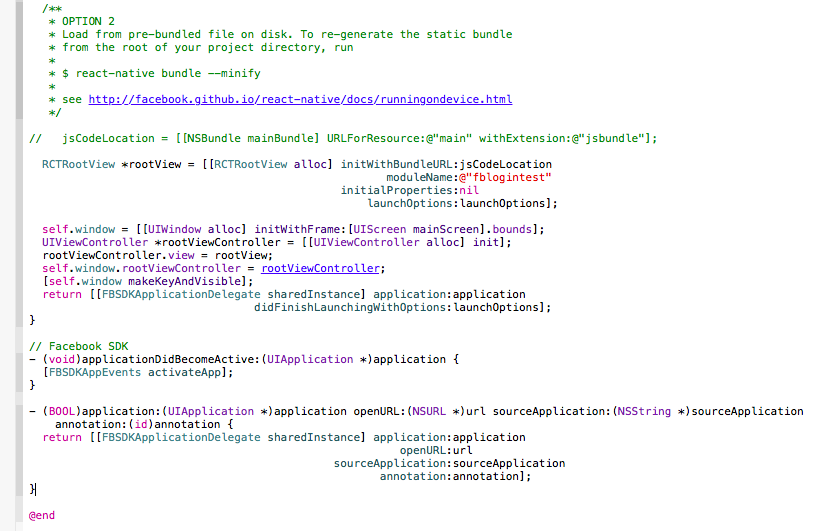 /**
 * OPTION 2
 * Load from pre-bundled file on disk. To re-generate the static bundle
 * from the root of your project directory, run
 *
 * $ react-native bundle --minify
 *
 * see http://facebook.github.io/react-native/docs/runningondevice.html
 */
//   jsCodeLocation = [[NSBundle mainBundle] URLForResource:@"main" withExtension:@"jsbundle"];
RCTRootView *rootView = [[RCTRootView alloc] initWithBundleURL:jsCodeLocation
moduleName:@"fblogintest"
initialProperties:nil
launchOptions:launchOptions];
self.window = [[UIWindow alloc] initWithFrame:[UIScreen mainScreen].bounds];
UIViewController *rootViewController = [[UIViewController alloc] init];
rootViewController.view = rootView;
self.window.rootViewController = rootViewController;
[self.window makeKeyAndVisible];
return [[FBSDKApplicationDelegate sharedInstance] application:application
didFinishLaunchingWithOptions:launchOptions];
}
// Facebook SDK
- (void)applicationDidBecomeActive:(UIApplication *)application {
[FBSDKAppEvents activateApp];
}
- (BOOL)application:(UIApplication *)application openURL:(NSURL *)url sourceApplication:(NSString *)sourceApplication
annotation:(id)annotation {
return [[FBSDKApplicationDelegate sharedInstance] application:application
openURL:url
sourceApplication:sourceApplication
annotation:annotation];
}
@end